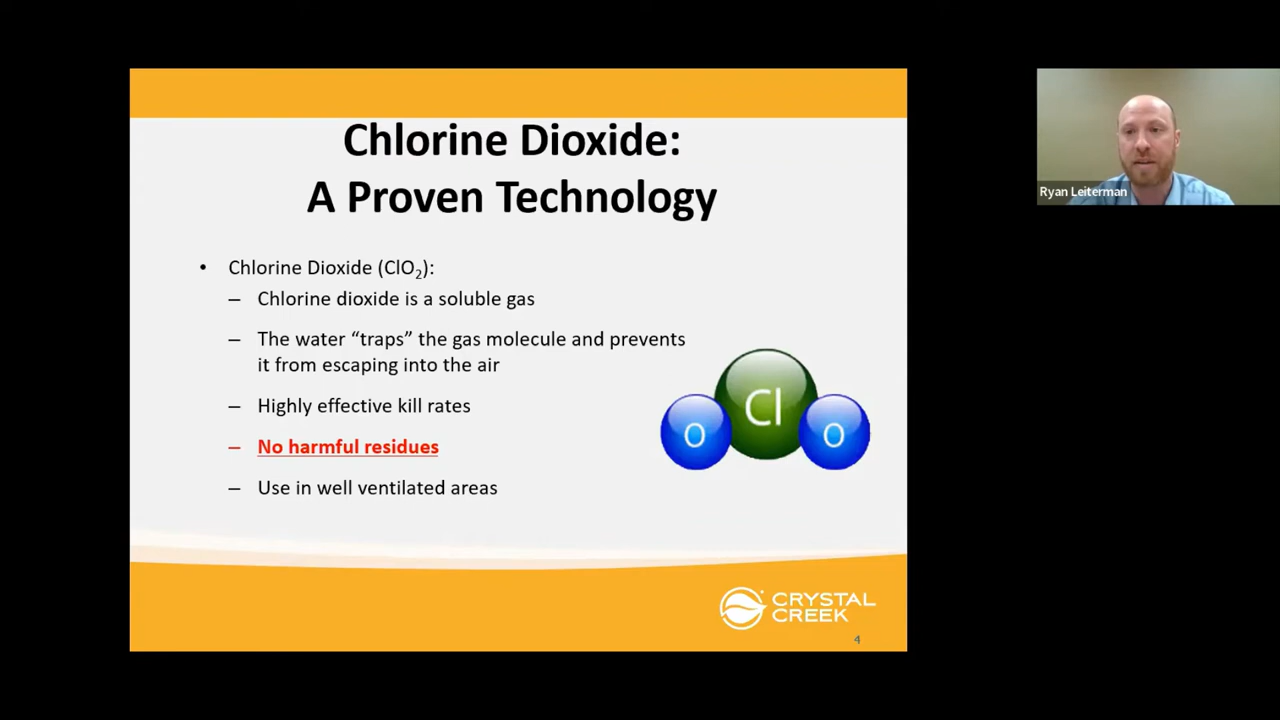 Chlorine Dioxide:
A Proven Technology
• Chlorine Dioxide (ClO₂):
– Chlorine dioxide is a soluble gas
– The water “traps” the gas molecule and prevents
it from escaping into the air
– Highly effective kill rates
– No harmful residues
– Use in well ventilated areas
O Cl O
CRYSTAL
CREEK
4
Ryan Leiterman